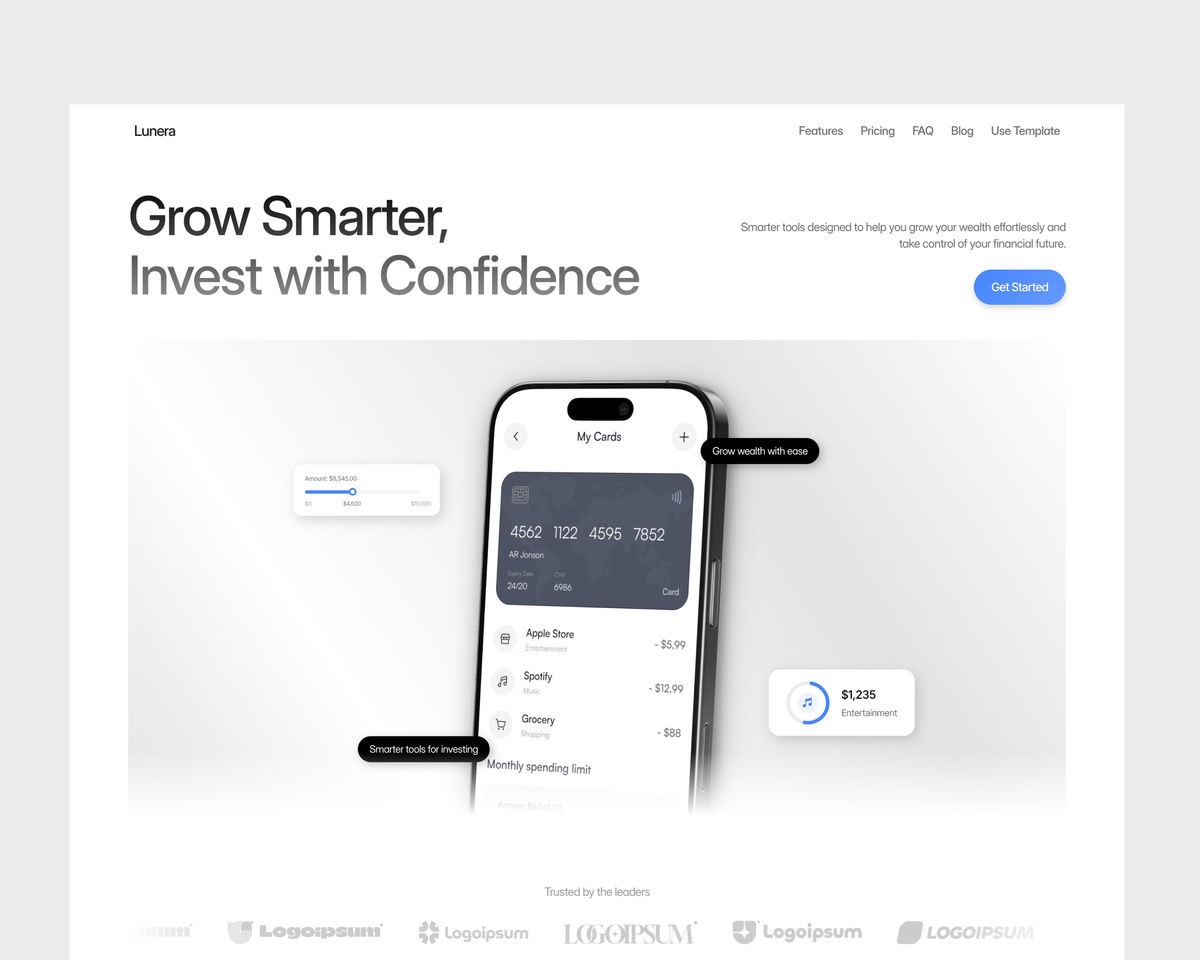 Lunera
Features Pricing FAQ Blog Use Template
Grow Smarter,
Invest with Confidence
Smarter tools designed to help you grow your wealth effortlessly and
take control of your financial future.
Get Started
My Cards
Grow wealth with ease
Amount: $8,545.00
$0 $4,600 $10,000
4562 1122 4595 7852
AR Jonson
Expiry Date CVV
24/20 6986
Card
Apple Store
Entertainment
- $5,99
Spotify
Music
- $12,99
Grocery
Shopping
- $88
$1,235
Entertainment
Smarter tools for investing
Monthly spending limit
Amount: $8,545.00
Trusted by the leaders
psum Logoipsum Logoipsum LOGOIPSUM Logoipsum LOGOIPSUM